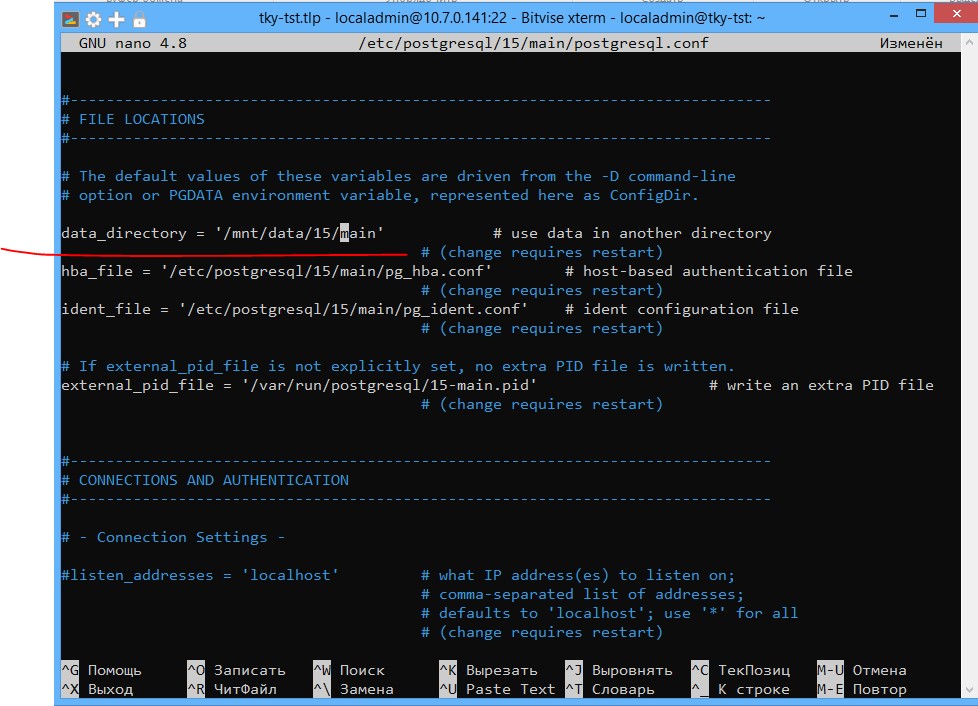 tky-tst.tlp - localadmin@10.7.0.141:22 - Bitvise xterm - localadmin@tky-tst: ~
GNU nano 4.8 /etc/postgresql/15/main/postgresql.conf Изменён
#------------------------------------------------------------------------------
# FILE LOCATIONS
#------------------------------------------------------------------------------
# The default values of these variables are driven from the -D command-line
# option or PGDATA environment variable, represented here as ConfigDir.
data_directory = '/mnt/data/15/main' # use data in another directory
# (change requires restart)
hba_file = '/etc/postgresql/15/main/pg_hba.conf' # host-based authentication file
# (change requires restart)
ident_file = '/etc/postgresql/15/main/pg_ident.conf' # ident configuration file
# (change requires restart)
# If external_pid_file is not explicitly set, no extra PID file is written.
external_pid_file = '/var/run/postgresql/15-main.pid' # write an extra PID file
# (change requires restart)
#------------------------------------------------------------------------------
# CONNECTIONS AND AUTHENTICATION
#------------------------------------------------------------------------------
# - Connection Settings -
#listen_addresses = 'localhost' # what IP address(es) to listen on;
# comma-separated list of addresses;
# defaults to 'localhost'; use '*' for all
# (change requires restart)
^G Помощь ^O Записать ^W Поиск ^K Вырезать ^J Выровнять ^C ТекПозиц M-U Отмена
^X Выход ^R ЧитФайл ^\ Замена ^U Paste Text ^T Словарь ^_ К строке M-E Повтор